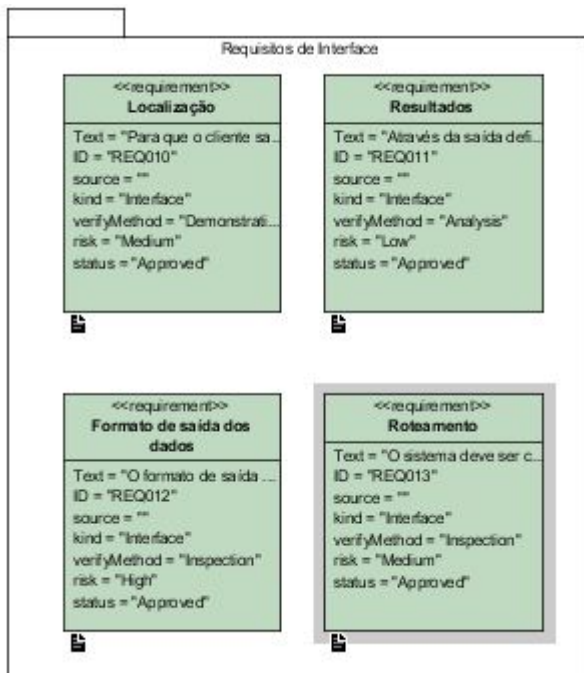 Requisitos de Interface
<<requirement>>
Localização
Text = "Para que o cliente sa...
ID = "REQ010"
source = ""
kind = "Interface"
verifyMethod = "Demonstrati...
risk = "Medium"
status = "Approved"
<<requirement>>
Resultados
Text = "Através da saída defi...
ID = "REQ011"
source = ""
kind = "Interface"
verifyMethod = "Analysis"
risk = "Low"
status = "Approved"
<<requirement>>
Formato de saída dos
dados
Text = "O formato de saída ...
ID = "REQ012"
source = ""
kind = "Interface"
verifyMethod = "Inspection"
risk = "High"
status = "Approved"
<<requirement>>
Roteamento
Text = "O sistema deve ser c...
ID = "REQ013"
source = ""
kind = "Interface"
verifyMethod = "Inspection"
risk = "Medium"
status = "Approved"